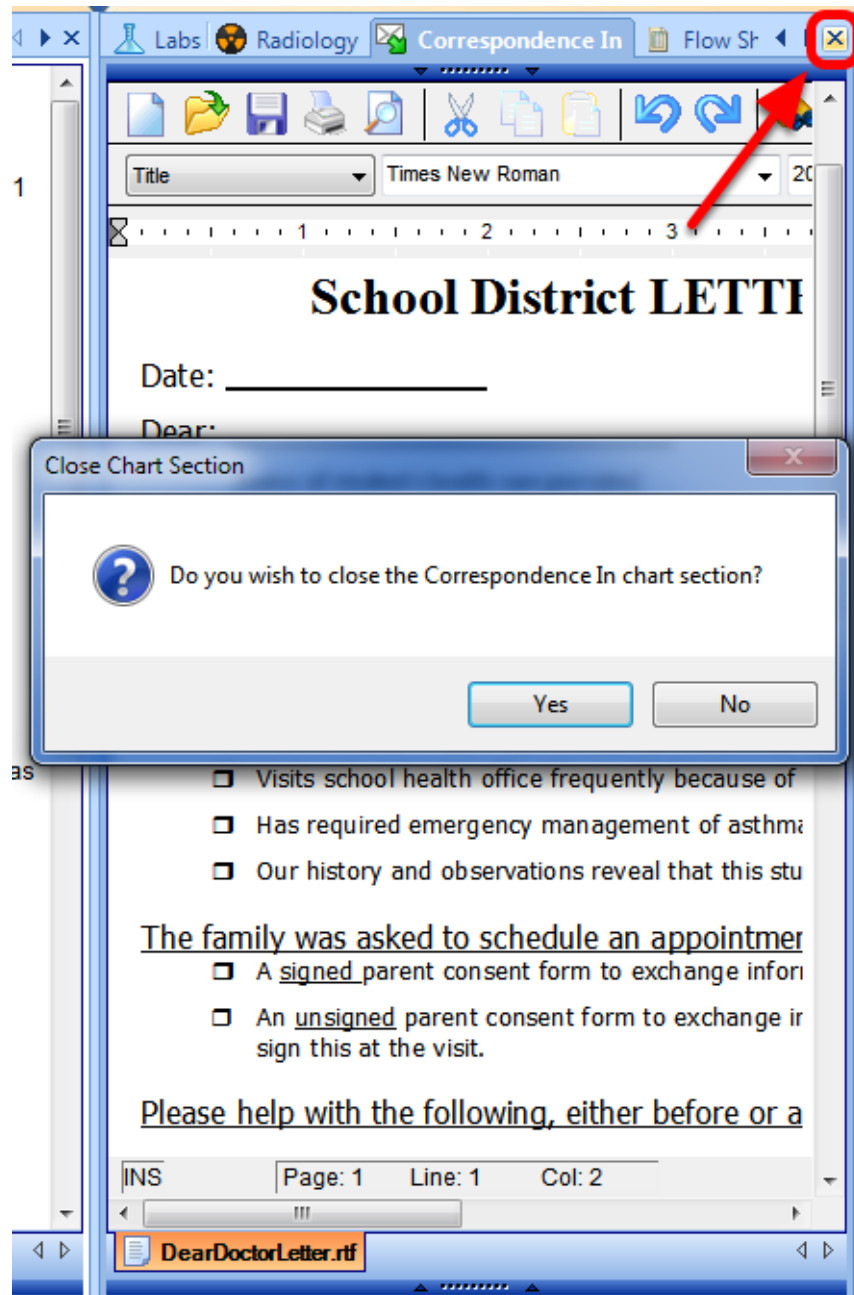 Labs Radiology Correspondence In Flow Sh
Title Times New Roman 20
1
1 2 3
School District LETTE
Date:
Dear:
Close Chart Section
Do you wish to close the Correspondence In chart section?
Yes No
as
Visits school health office frequently because of
Has required emergency management of asthma
Our history and observations reveal that this stu
The family was asked to schedule an appointmen
A signed parent consent form to exchange inform
An unsigned parent consent form to exchange in
sign this at the visit.
Please help with the following, either before or a
INS Page: 1 Line: 1 Col: 2
DearDoctorLetter.rtf